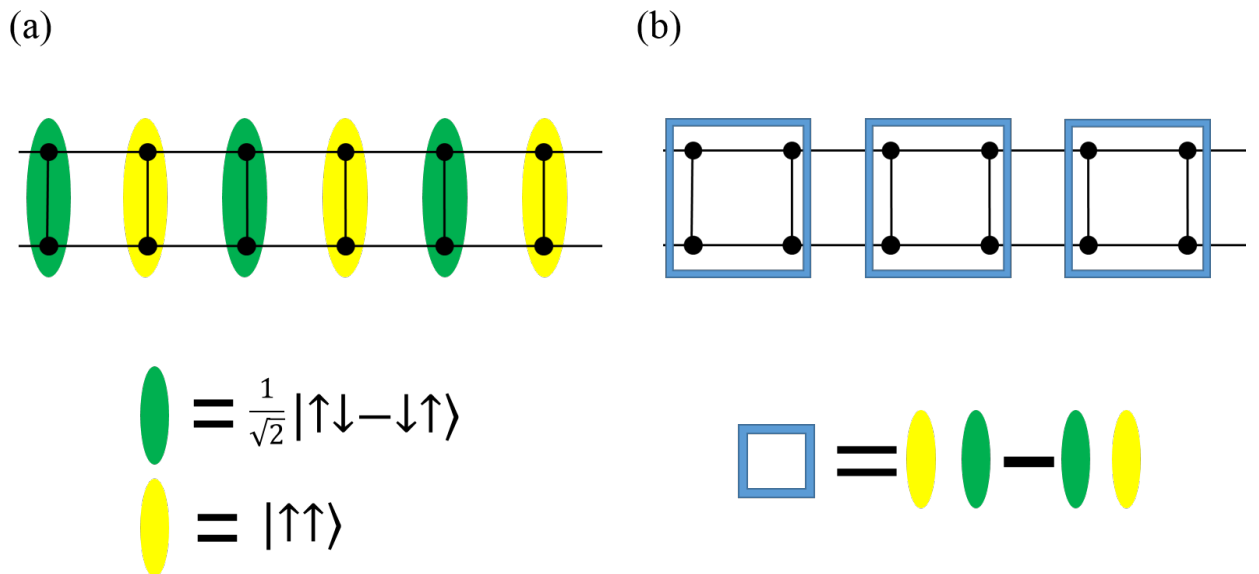 (a)
(b)
= 1/√2 |↑↓−↓↑⟩
= |↑↑⟩
= −